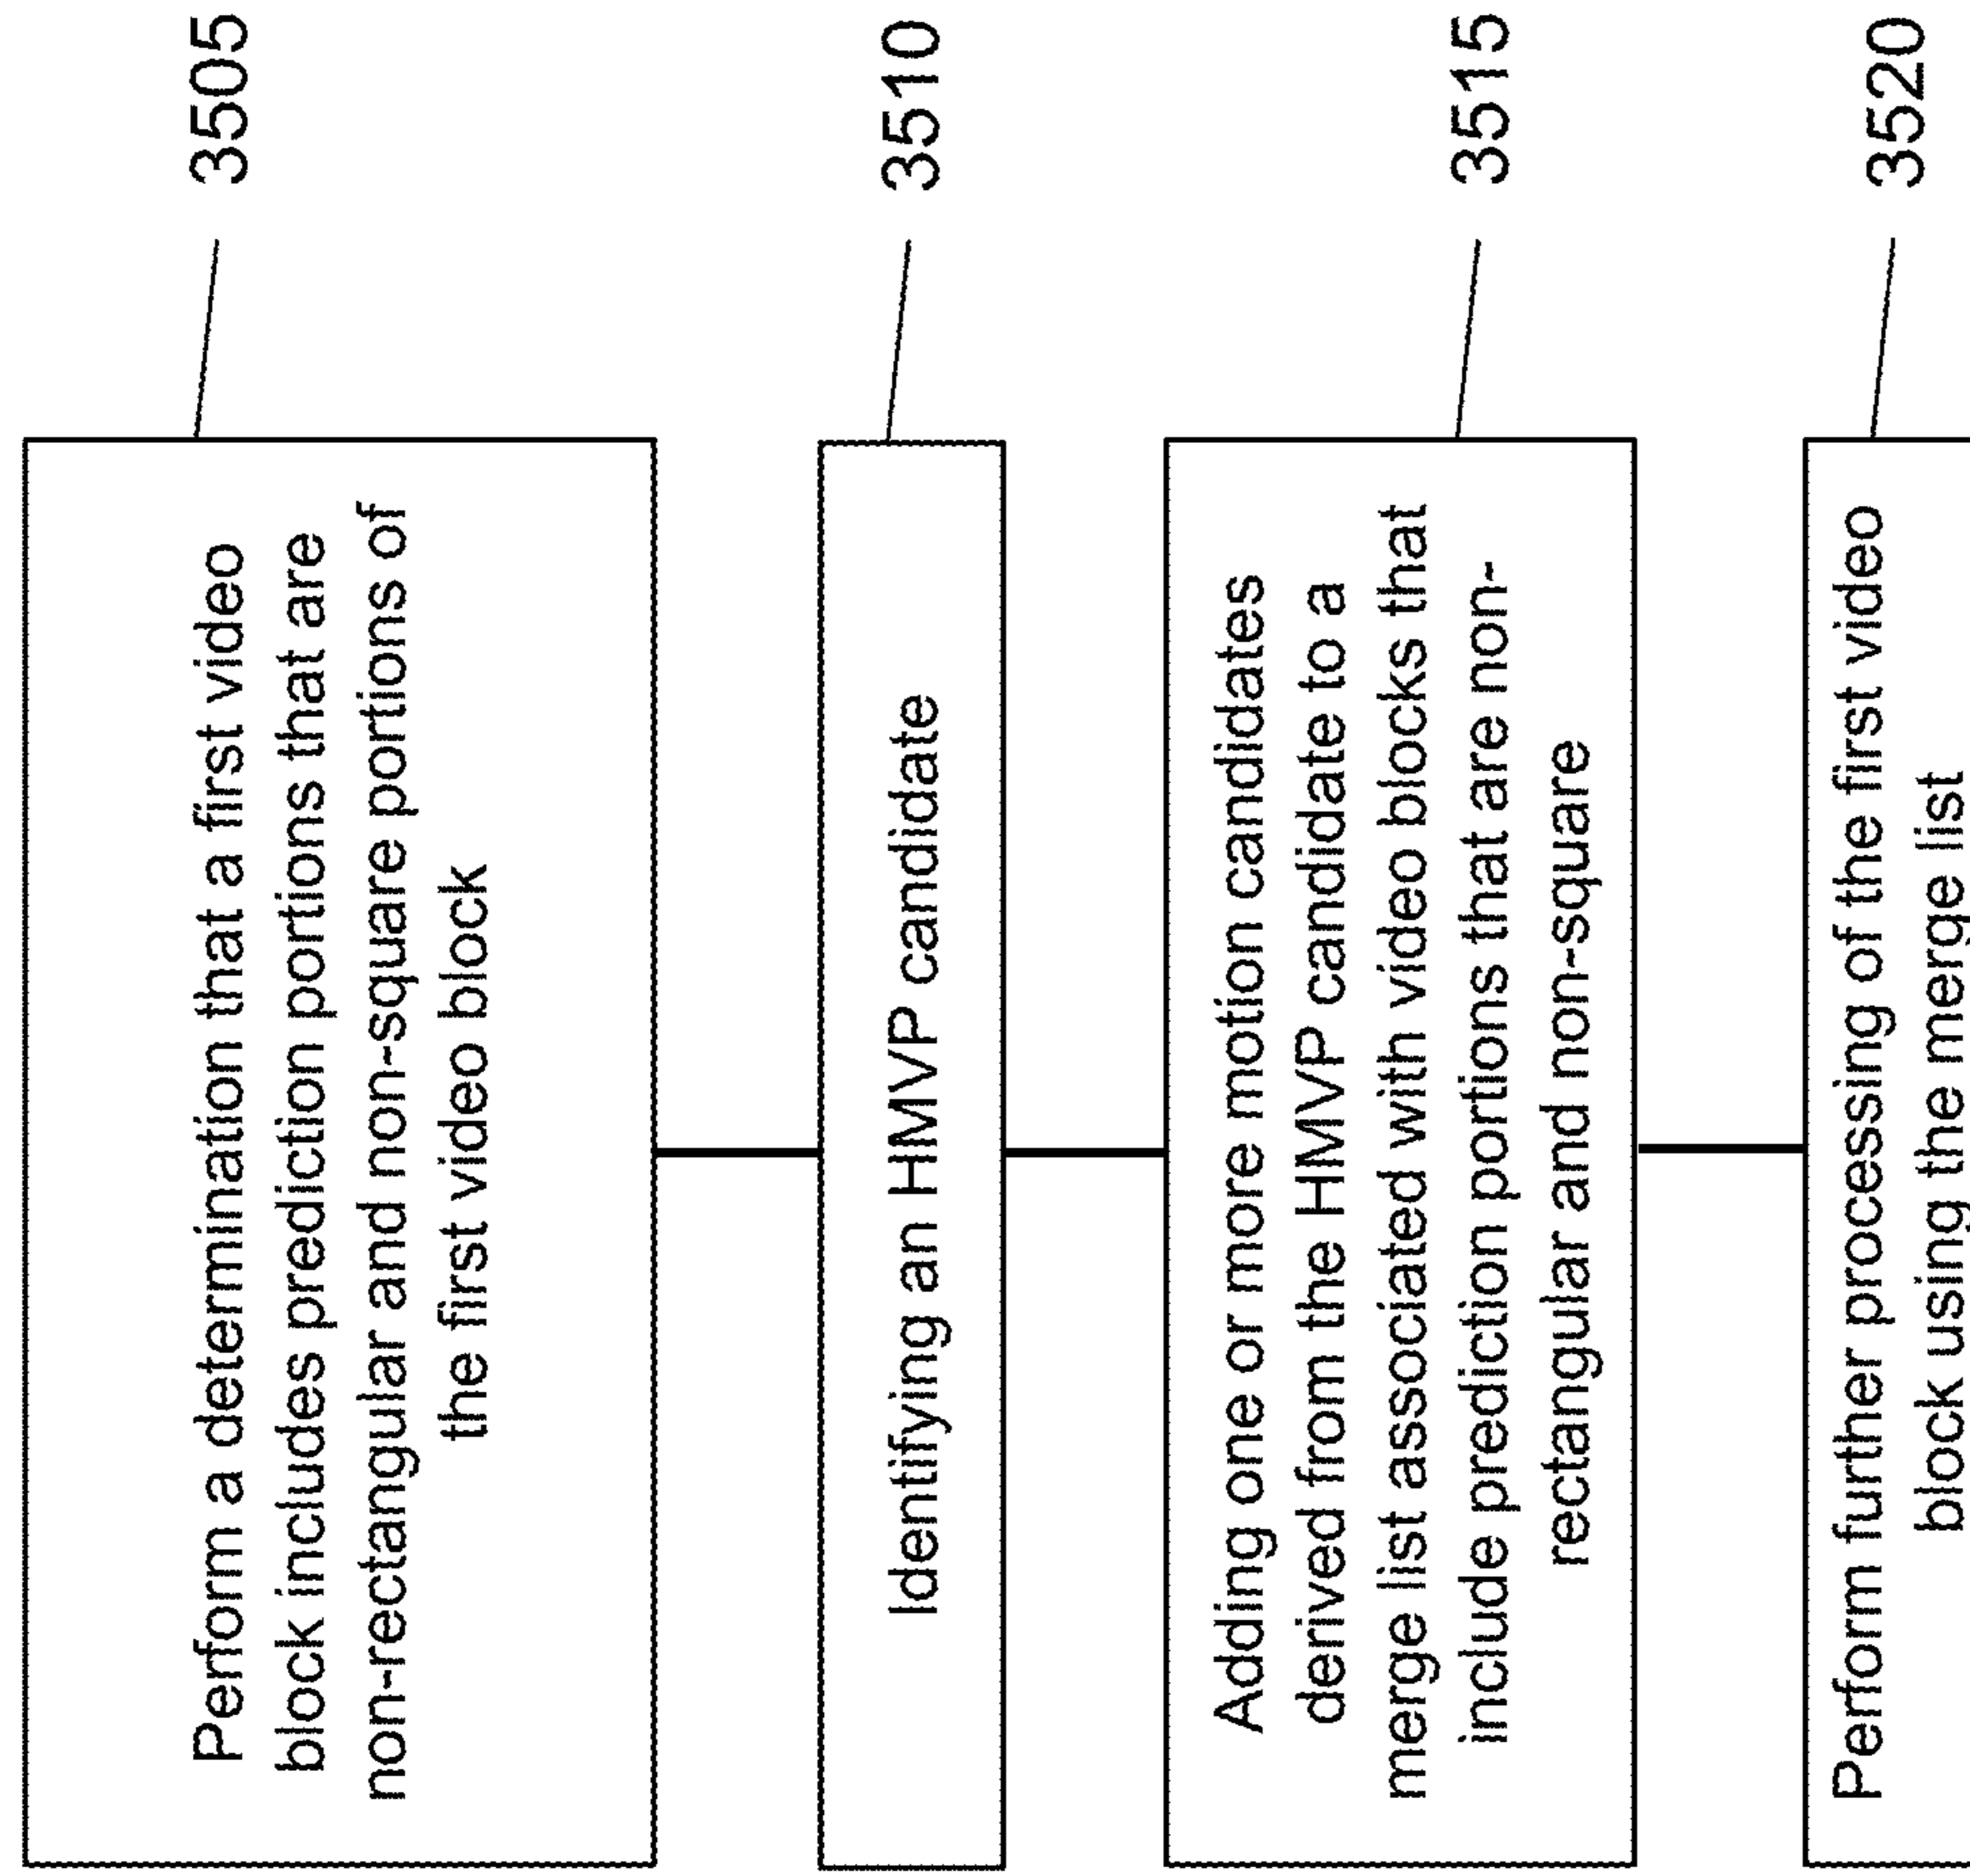 Perform a determination that a first video
block includes prediction portions that are
non-rectangular and non-square portions of
the first video block
3505
Identifying an HMVP candidate
3510
Adding one or more motion candidates
derived from the HMVP candidate to a
merge list associated with video blocks that
include prediction portions that are non-
rectangular and non-square
3515
Perform further processing of the first video
block using the merge list
3520